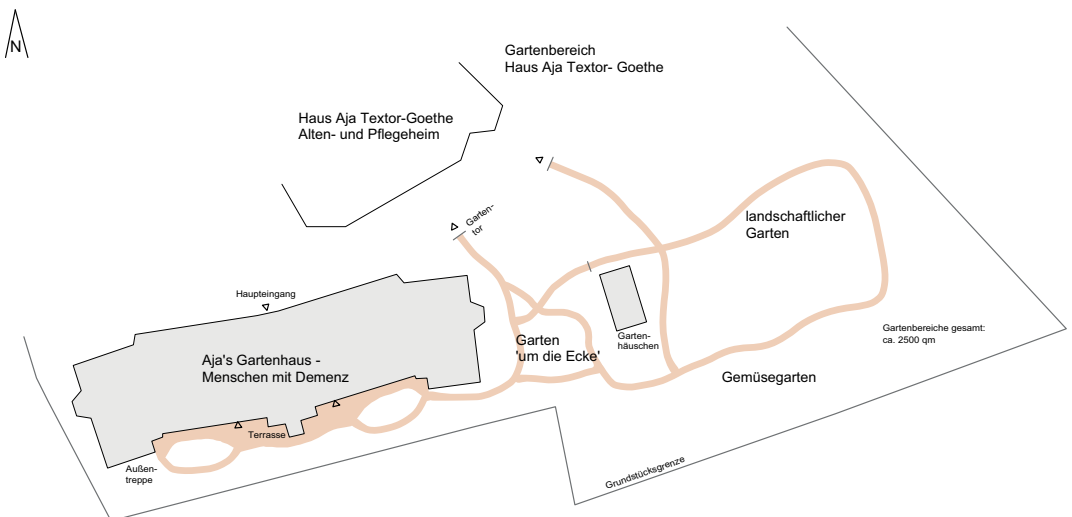 N
Gartenbereich
Haus Aja Textor- Goethe
Haus Aja Textor-Goethe
Alten- und Pflegeheim
Garten-
tor
landschaftlicher
Garten
Haupteingang
Gartenbereiche gesamt:
ca. 2500 qm
Garten-
häuschen
Garten
'um die Ecke'
Aja's Gartenhaus -
Menschen mit Demenz
Gemüsegarten
Terrasse
Außen-
treppe
Grundstücksgrenze